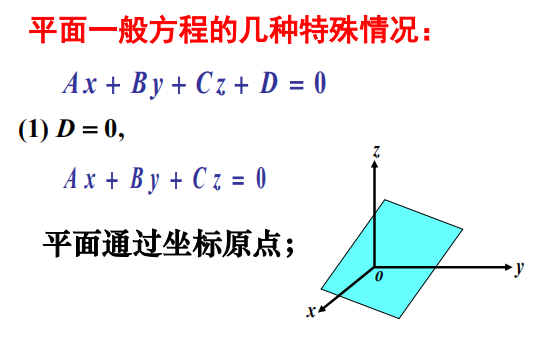 平面一般方程的几种特殊情况：
Ax + By + Cz + D = 0
(1) D = 0,
Ax + By + Cz = 0
平面通过坐标原点；
z
o
y
x